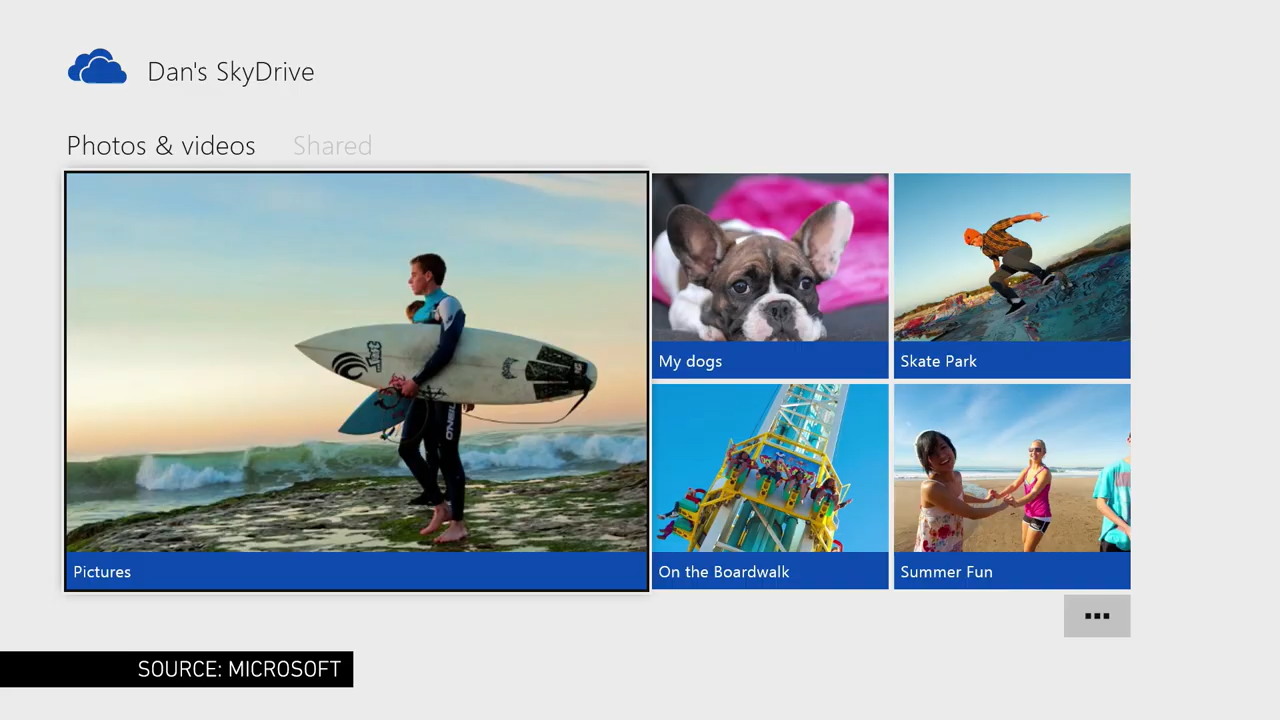 Dan's SkyDrive
Photos & videos
Shared
Pictures
My dogs
Skate Park
On the Boardwalk
Summer Fun
SOURCE: MICROSOFT